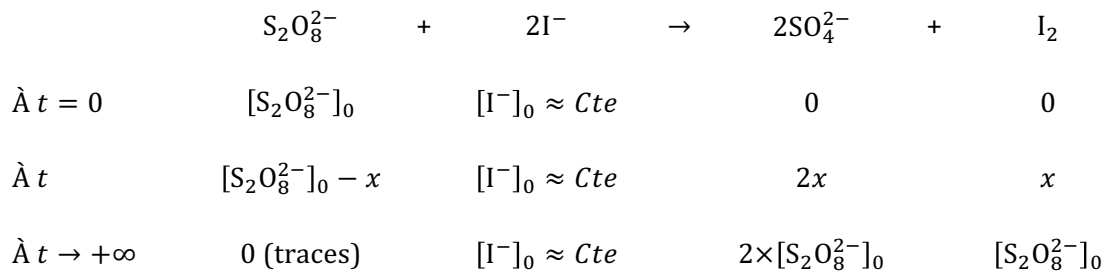 S₂O₈²⁻ + 2I⁻ → 2SO₄²⁻ + I₂
À t = 0 [S₂O₈²⁻]₀ [I⁻]₀ ≈ Cte 0 0
À t [S₂O₈²⁻]₀ − x [I⁻]₀ ≈ Cte 2x x
À t → +∞ 0 (traces) [I⁻]₀ ≈ Cte 2×[S₂O₈²⁻]₀ [S₂O₈²⁻]₀